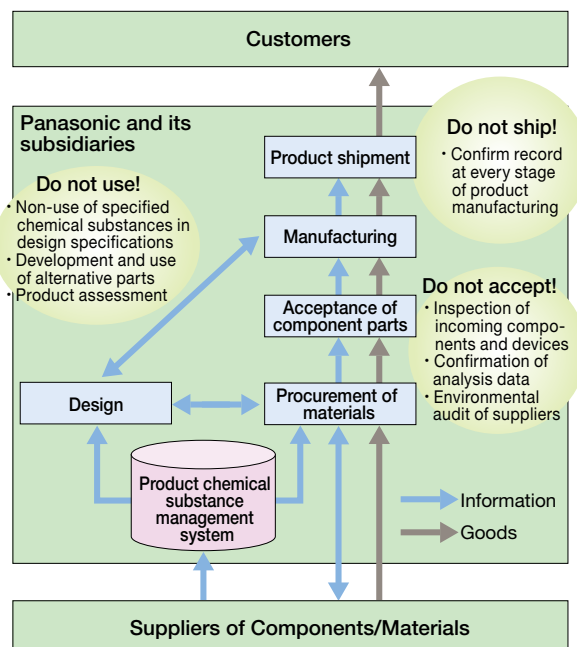 Customers
Panasonic and its
subsidiaries
Do not ship!
・Confirm record
at every stage
of product
manufacturing
Product shipment
Do not use!
・Non-use of specified
chemical substances in
design specifications
・Development and use
of alternative parts
・Product assessment
Manufacturing
Do not accept!
・Inspection of
incoming compo-
nents and devices
・Confirmation of
analysis data
・Environmental
audit of suppliers
Acceptance of
component parts
Design
Procurement of
materials
Product chemical
substance
management
system
Information
Goods
Suppliers of Components/Materials